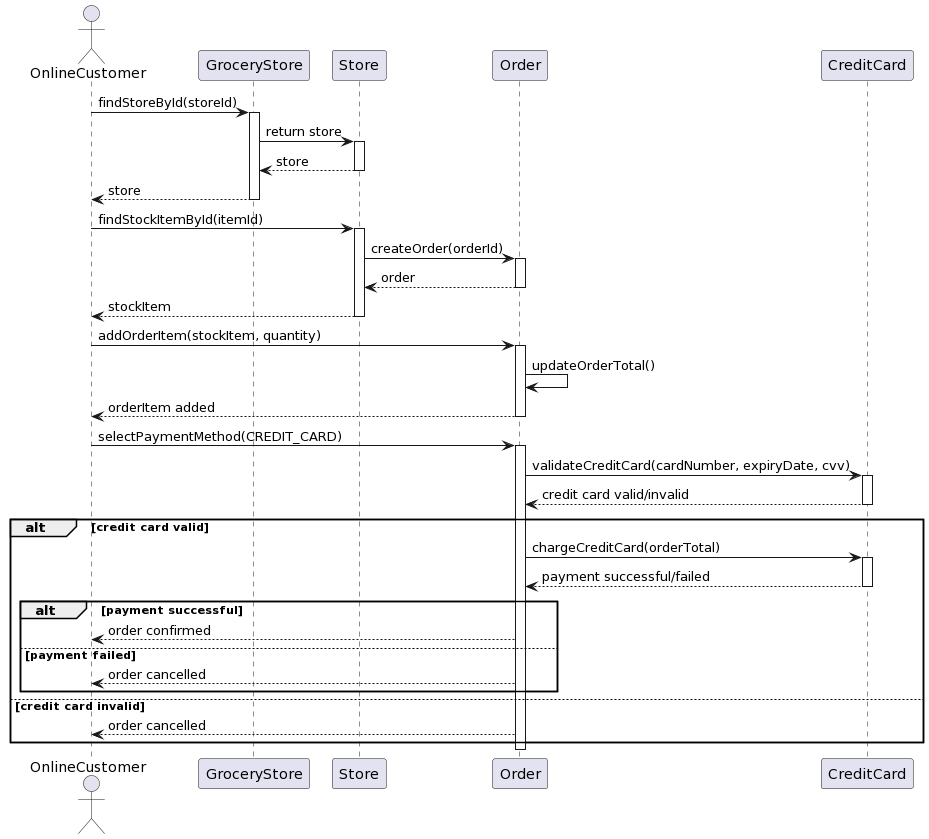 OnlineCustomer
GroceryStore
Store
Order
CreditCard
findStoreById(storeId)
return store
store
store
findStockItemById(itemId)
createOrder(orderId)
order
stockItem
addOrderItem(stockItem, quantity)
updateOrderTotal()
orderItem added
selectPaymentMethod(CREDIT_CARD)
validateCreditCard(cardNumber, expiryDate, cvv)
credit card valid/invalid
alt [credit card valid]
chargeCreditCard(orderTotal)
payment successful/failed
alt [payment successful]
order confirmed
[payment failed]
order cancelled
[credit card invalid]
order cancelled
OnlineCustomer
GroceryStore
Store
Order
CreditCard